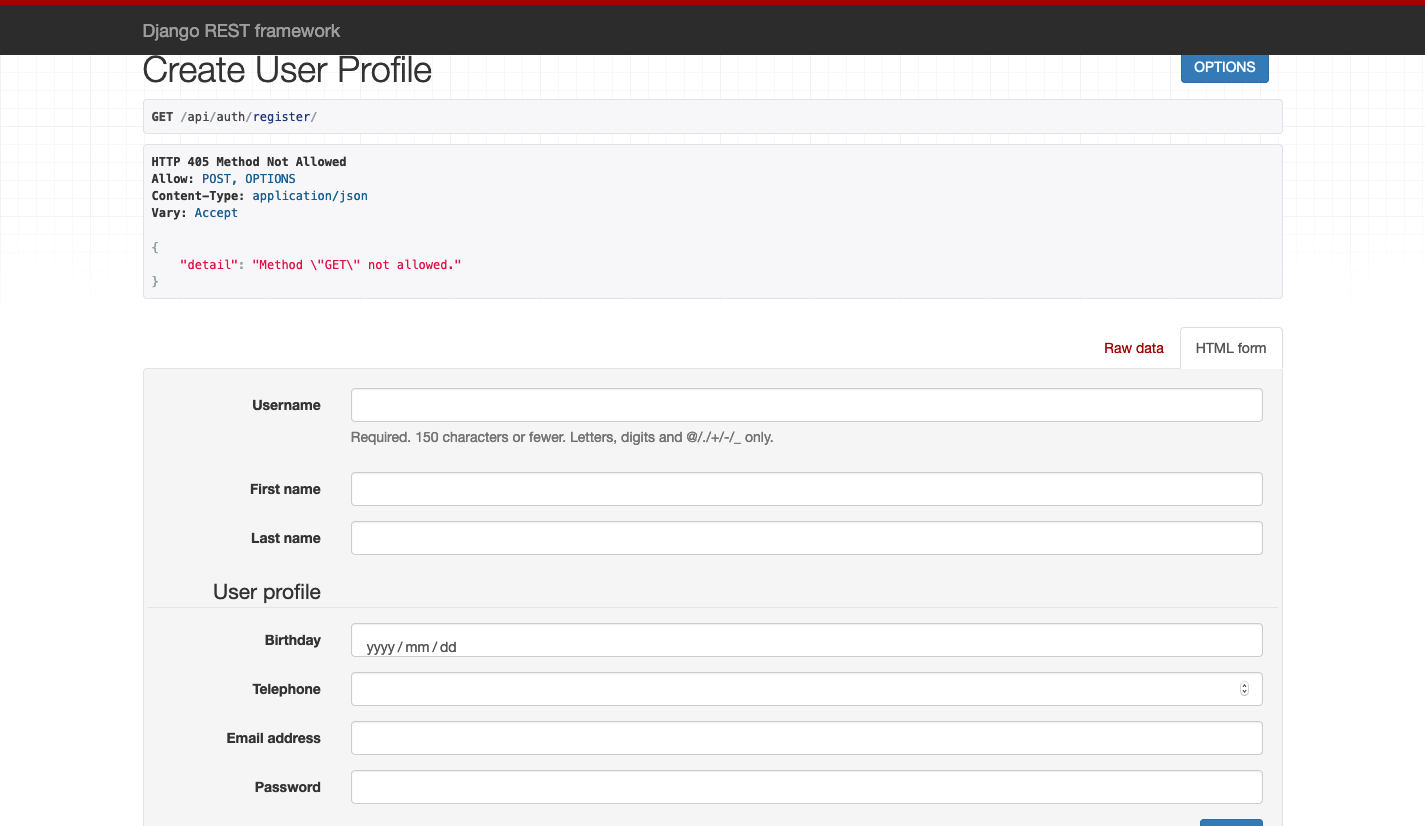 Django REST framework
Create User Profile
OPTIONS
GET /api/auth/register/
HTTP 405 Method Not Allowed
Allow: POST, OPTIONS
Content-Type: application/json
Vary: Accept
{
    "detail": "Method \"GET\" not allowed."
}
Raw data
HTML form
Username
Required. 150 characters or fewer. Letters, digits and @/./+/-/_ only.
First name
Last name
User profile
Birthday
yyyy / mm / dd
Telephone
Email address
Password